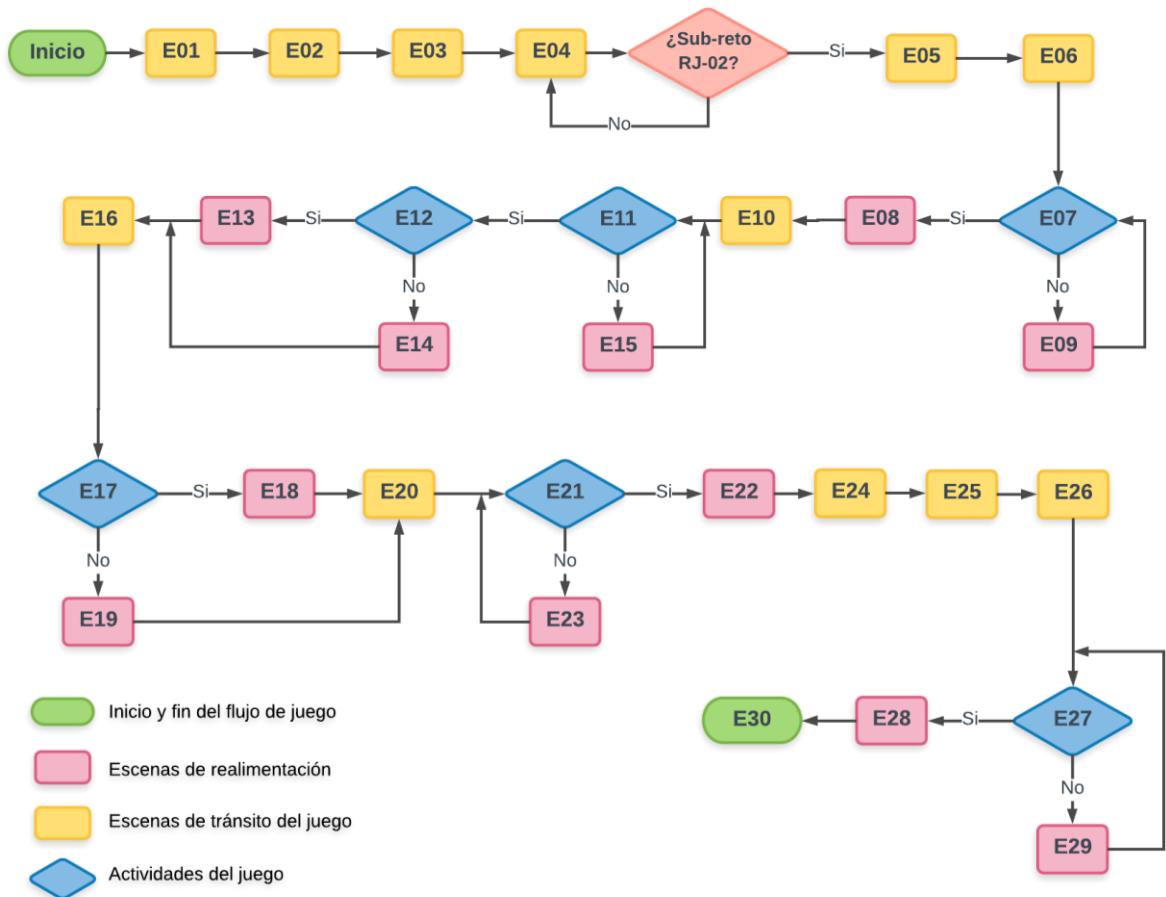 Inicio
E01
E02
E03
E04
¿Sub-reto
RJ-02?
Si
E05
E06
No
E16
E13
Si
E12
Si
E11
E10
E08
Si
E07
No
No
No
E14
E15
E09
E17
Si
E18
E20
E21
Si
E22
E24
E25
E26
No
No
E19
E23
Inicio y fin del flujo de juego
E30
E28
Si
E27
Escenas de realimentación
No
Escenas de tránsito del juego
E29
Actividades del juego